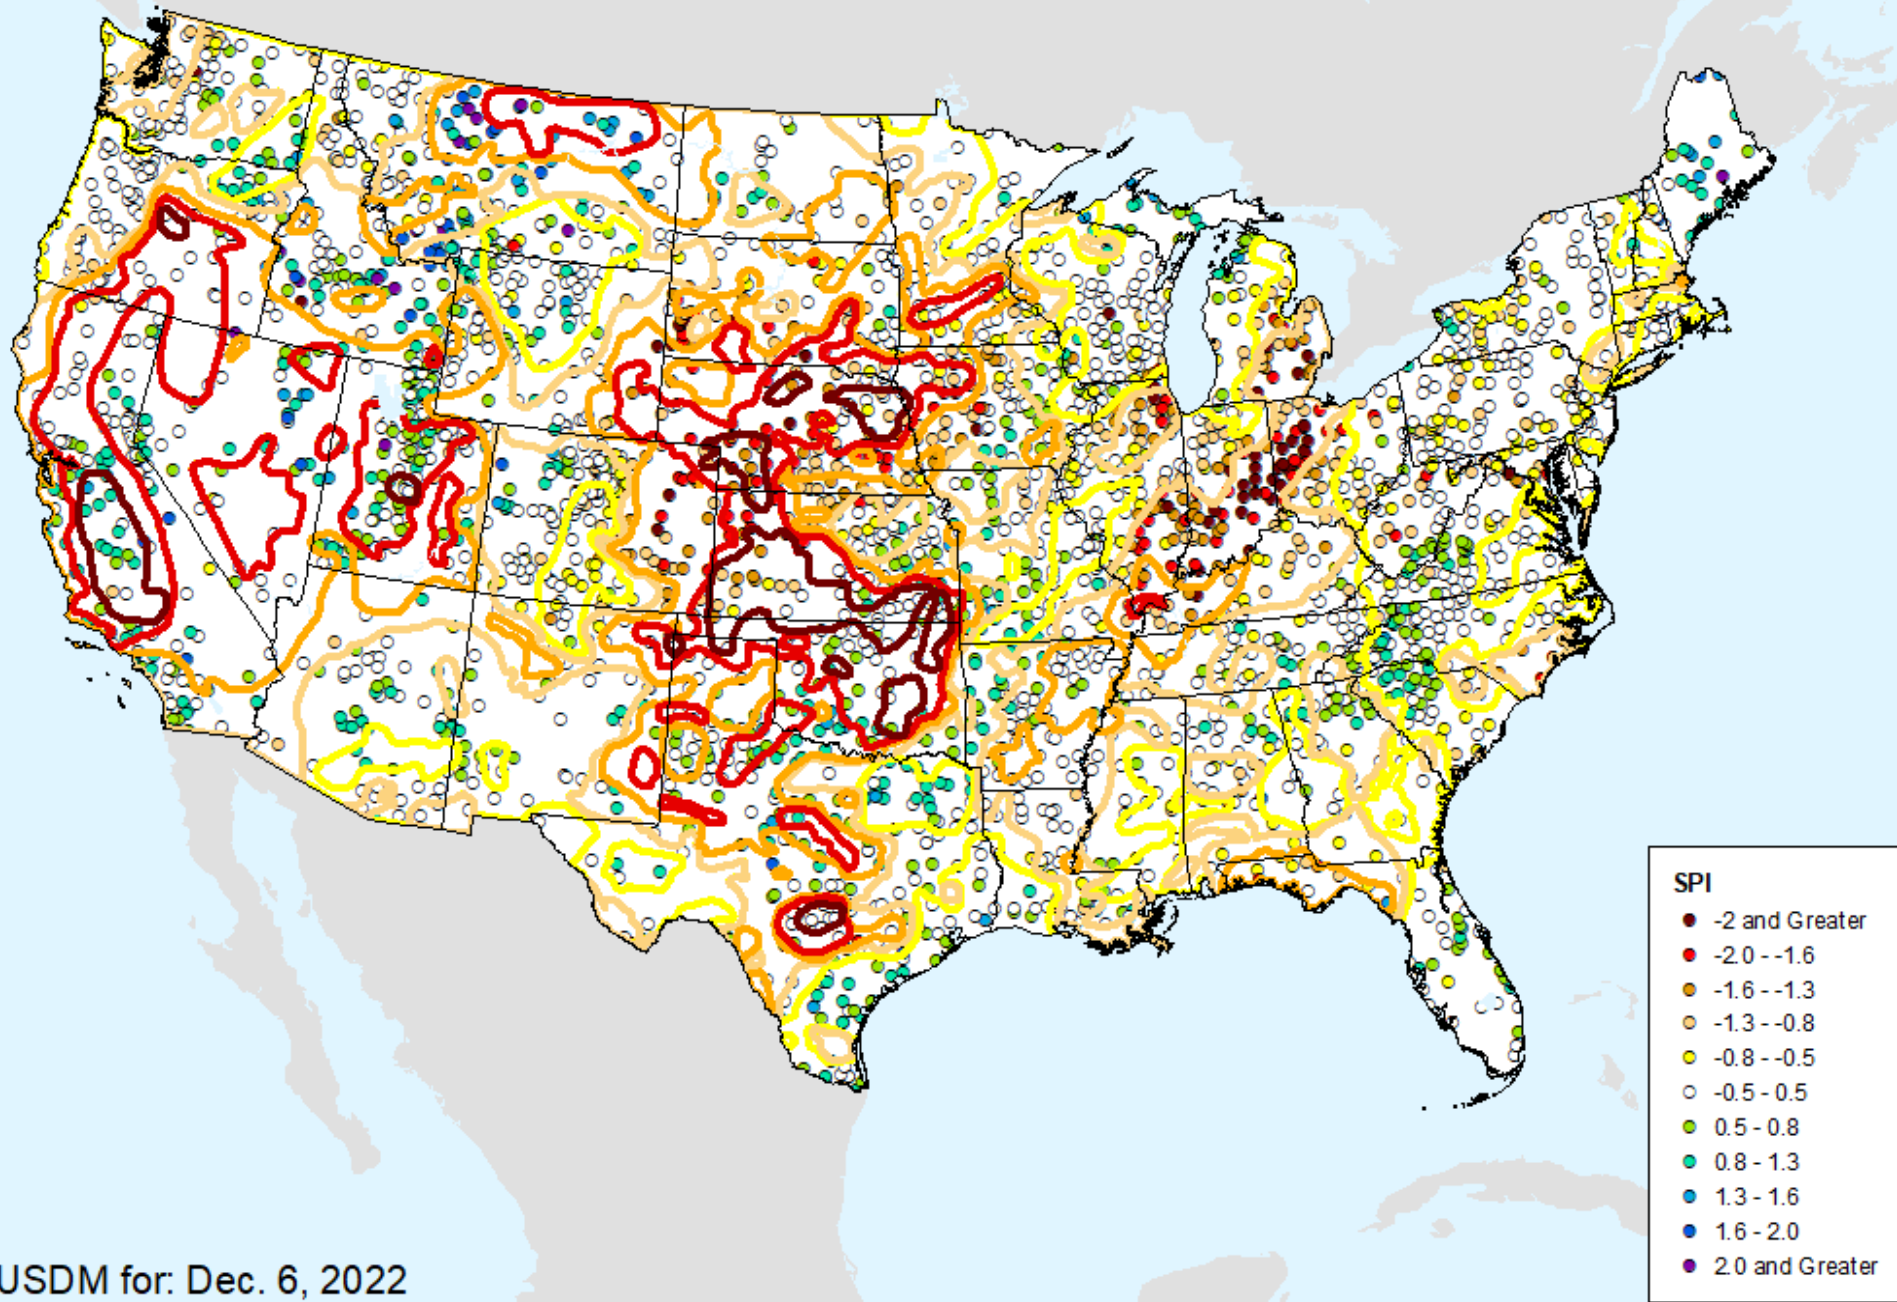 SPI
-2 and Greater
-2.0 - -1.6
-1.6 - -1.3
-1.3 - -0.8
-0.8 - -0.5
-0.5 - 0.5
0.5 - 0.8
0.8 - 1.3
1.3 - 1.6
1.6 - 2.0
2.0 and Greater
USDM for: Dec. 6, 2022